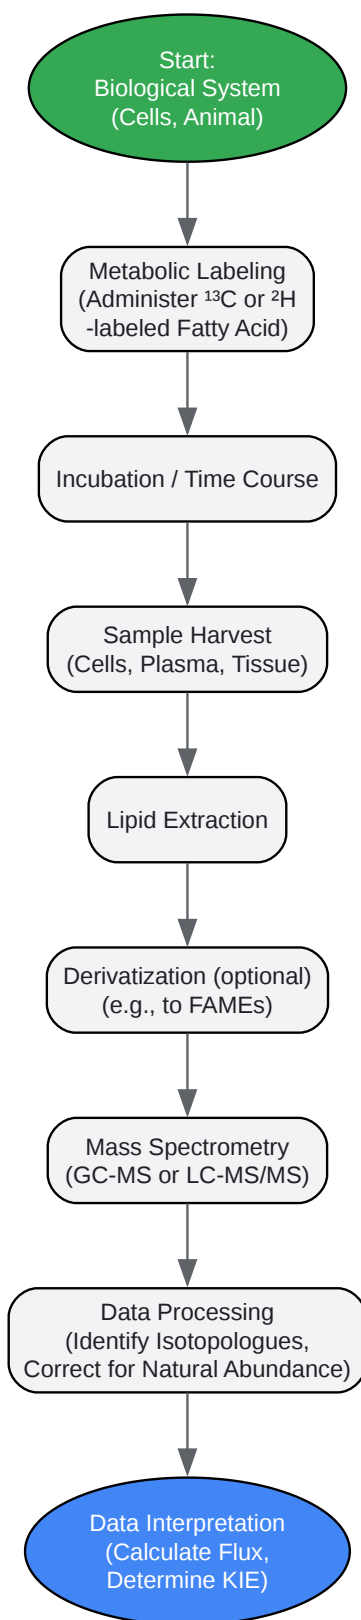 Start:
Biological System
(Cells, Animal)
Metabolic Labeling
(Administer ¹³C or ²H
-labeled Fatty Acid)
Incubation / Time Course
Sample Harvest
(Cells, Plasma, Tissue)
Lipid Extraction
Derivatization (optional)
(e.g., to FAMEs)
Mass Spectrometry
(GC-MS or LC-MS/MS)
Data Processing
(Identify Isotopologues,
Correct for Natural Abundance)
Data Interpretation
(Calculate Flux,
Determine KIE)